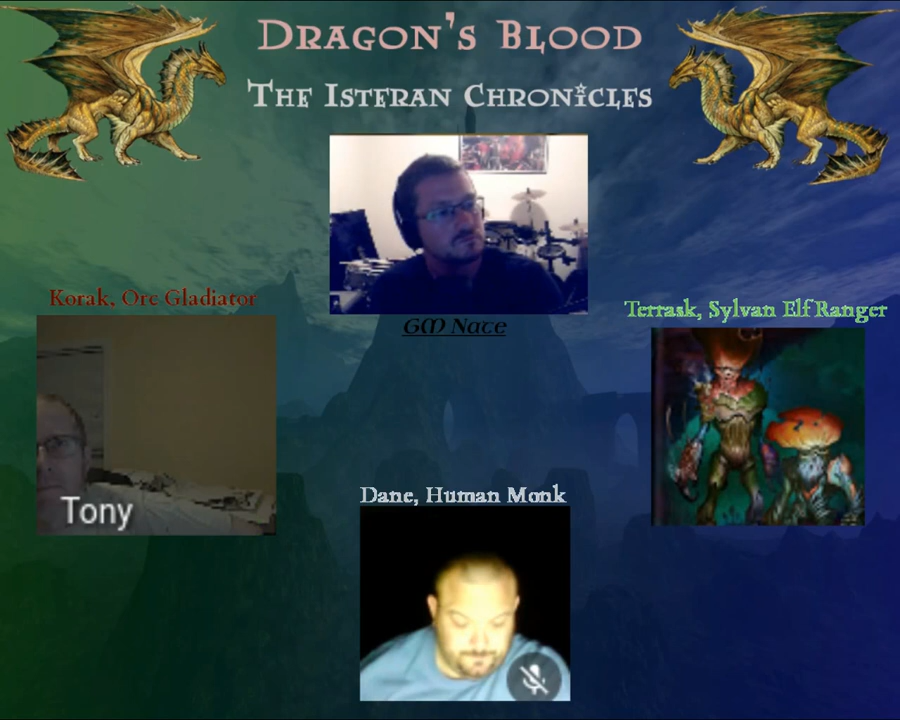 Dragon's Blood
The Isteran Chronicles
GM Nate
Korak, Orc Gladiator
Terrask, Sylvan Elf Ranger
Tony
Dane, Human Monk